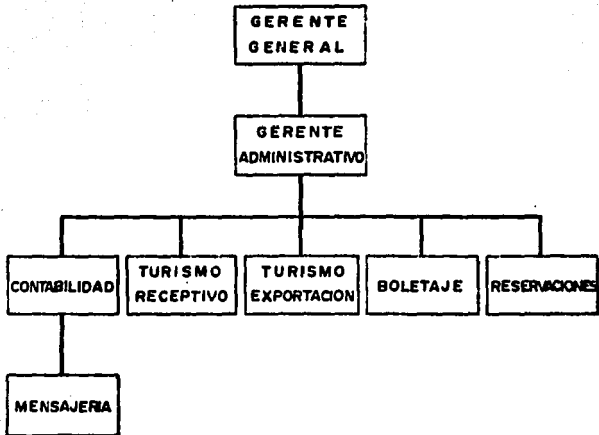 GERENTE
GENERAL
GERENTE
ADMINISTRATIVO
CONTABILIDAD
TURISMO
RECEPTIVO
TURISMO
EXPORTACION
BOLETAJE
RESERVACIONES
MENSAJERIA